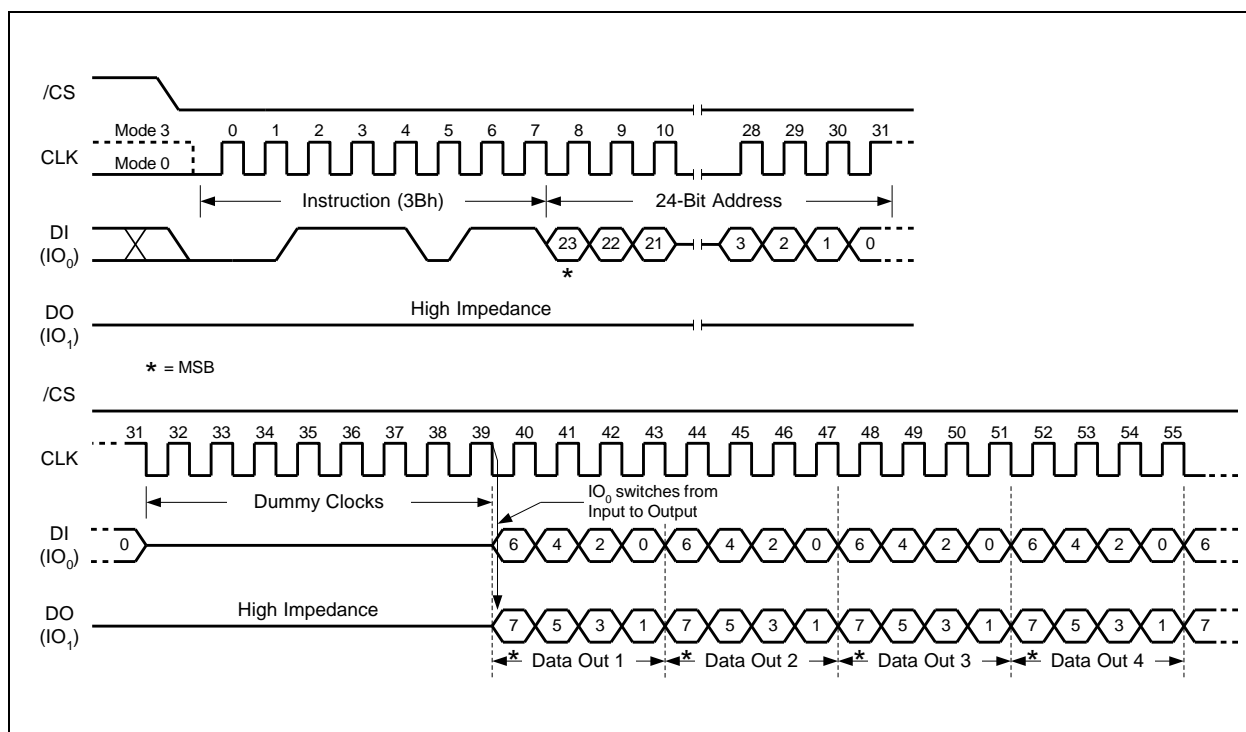 /CS
Mode 3
0 1 2 3 4 5 6 7 8 9 10 28 29 30 31
CLK
Mode 0
Instruction (3Bh) 24-Bit Address
DI
(IO0)
23 22 21 3 2 1 0
*
High Impedance
DO
(IO1)
* = MSB
/CS
31 32 33 34 35 36 37 38 39 40 41 42 43 44 45 46 47 48 49 50 51 52 53 54 55
CLK
Dummy Clocks
IO0 switches from
Input to Output
DI
(IO0)
0 6 4 2 0 6 4 2 0 6 4 2 0 6 4 2 0 6
High Impedance
DO
(IO1)
7 5 3 1 7 5 3 1 7 5 3 1 7 5 3 1 7
* Data Out 1 * Data Out 2 * Data Out 3 * Data Out 4